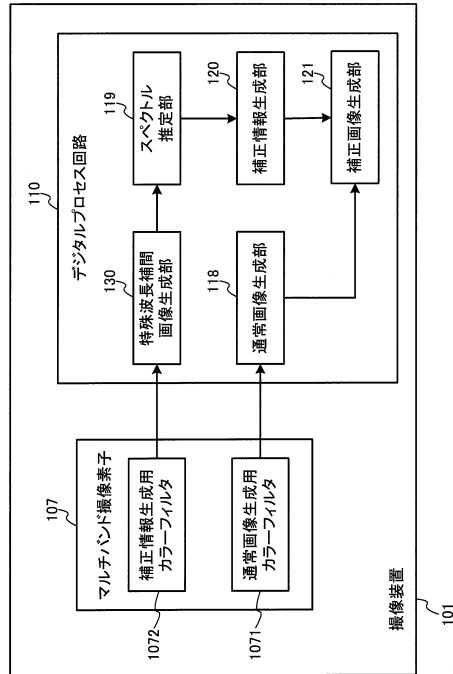 110
デジタルプロセス回路
107
マルチバンド撮像素子
1072
補正情報生成用
カラーフィルタ
130
特殊波長補間
画像生成部
119
スペクトル
推定部
120
補正情報生成部
1071
通常画像生成用
カラーフィルタ
118
通常画像生成部
121
補正画像生成部
撮像装置
101